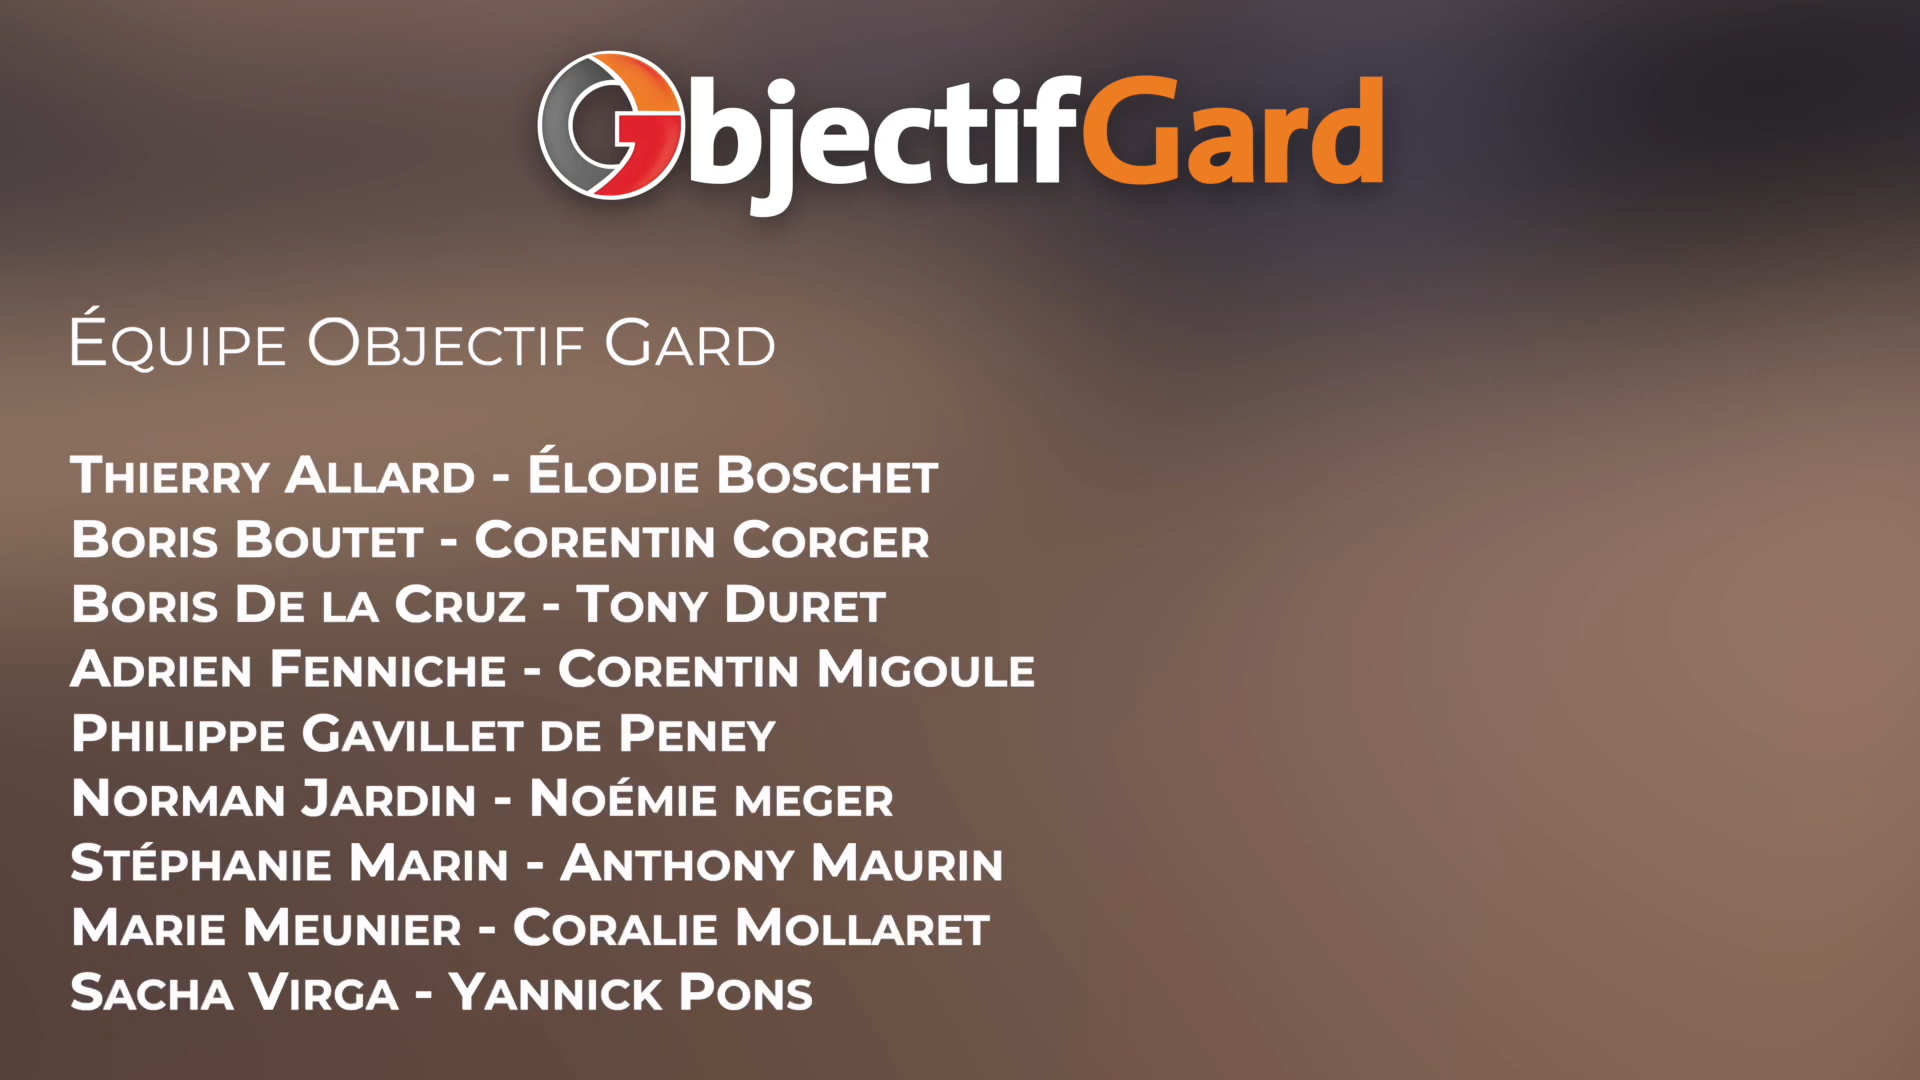 ObjectifGard
Équipe Objectif Gard
Thierry Allard - Élodie Boschet
Boris Boutet - Corentin Corger
Boris De la Cruz - Tony Duret
Adrien Fenniche - Corentin Migoule
Philippe Gavillet de Peney
Norman Jardin - Noémie meger
Stéphanie Marin - Anthony Maurin
Marie Meunier - Coralie Mollaret
Sacha Virga - Yannick Pons